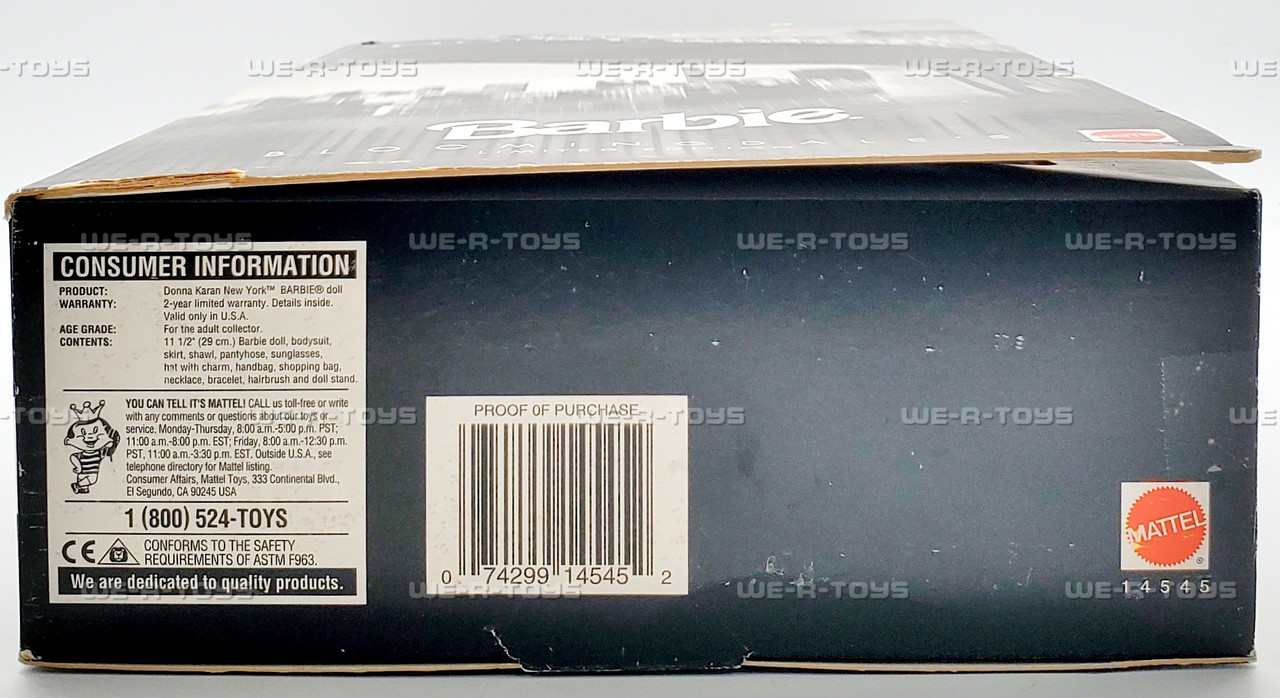 Barbie
BLOOMINGDALE'S
LIMITED EDITION
MATTEL
CONSUMER INFORMATION
PRODUCT: Donna Karan New York™ BARBIE® doll
WARRANTY: 2-year limited warranty. Details inside.
Valid only in U.S.A.
AGE GRADE: For the adult collector.
CONTENTS: 11 1/2" (29 cm.) Barbie doll, bodysuit,
skirt, shawl, pantyhose, sunglasses,
hat with charm, handbag, shopping bag,
necklace, bracelet, hairbrush and doll stand.
YOU CAN TELL IT'S MATTEL! CALL us toll-free or write
with any comments or questions about our toys or
service. Monday-Thursday, 8:00 a.m.-5:00 p.m. PST;
11:00 a.m.-8:00 p.m. EST; Friday, 8:00 a.m.-12:30 p.m.
PST, 11:00 a.m.-3:30 p.m. EST. Outside U.S.A., see
telephone directory for Mattel listing.
Consumer Affairs, Mattel Toys, 333 Continental Blvd.,
El Segundo, CA 90245 USA
1 (800) 524-TOYS
CE CONFORMS TO THE SAFETY
REQUIREMENTS OF ASTM F963.
We are dedicated to quality products.
PROOF OF PURCHASE
0 74299 14545 2
MATTEL
®
14545
WE-R-TOYS